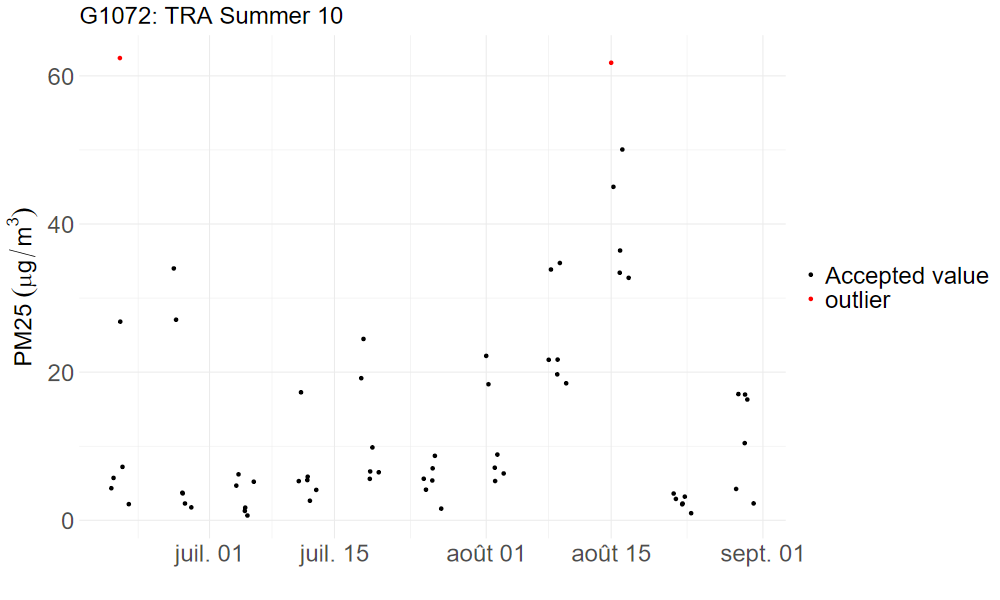 G1072: TRA Summer 10
60
40
20
0
PM25 (μg/m³)
juil. 01
juil. 15
août 01
août 15
sept. 01
Accepted value
outlier